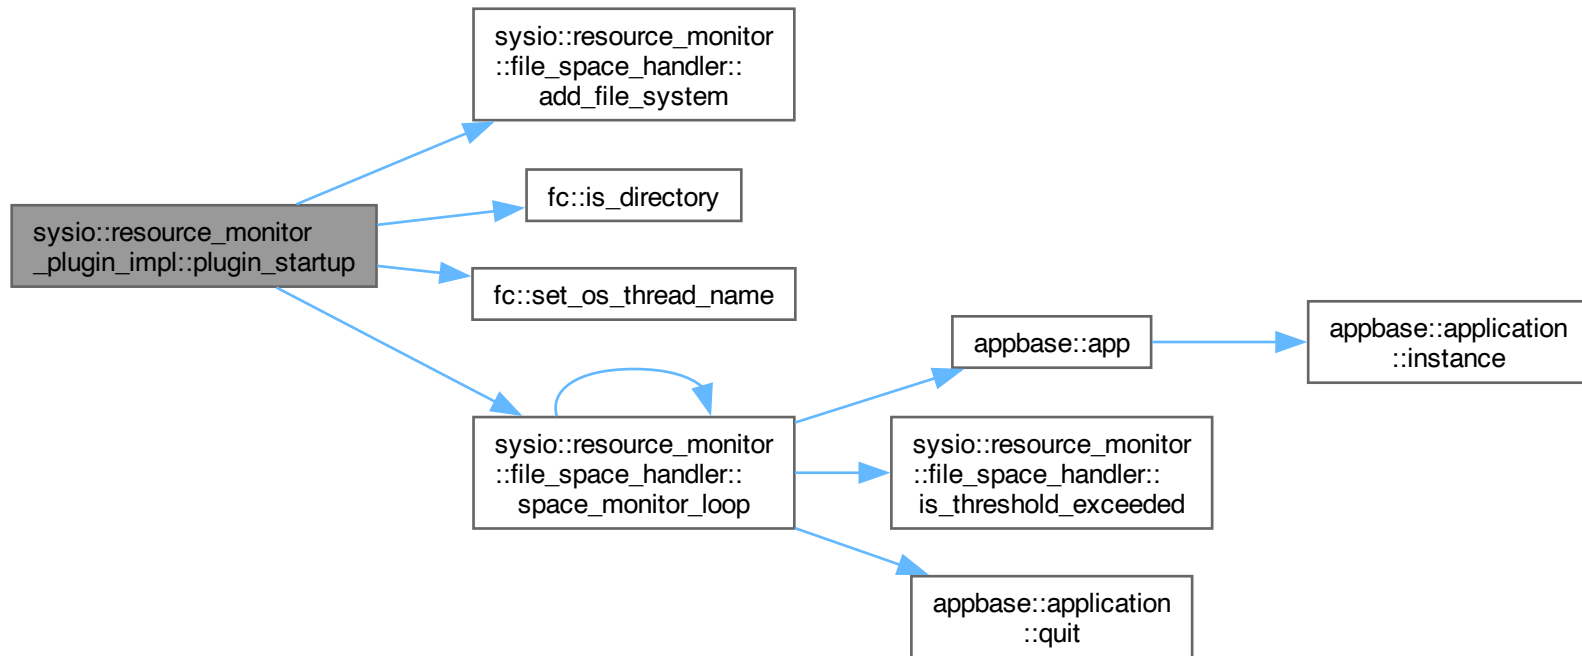 sysio::resource_monitor
::file_space_handler::
add_file_system
fc::is_directory
sysio::resource_monitor
_plugin_impl::plugin_startup
fc::set_os_thread_name
appbase::app
appbase::application
::instance
sysio::resource_monitor
::file_space_handler::
space_monitor_loop
sysio::resource_monitor
::file_space_handler::
is_threshold_exceeded
appbase::application
::quit